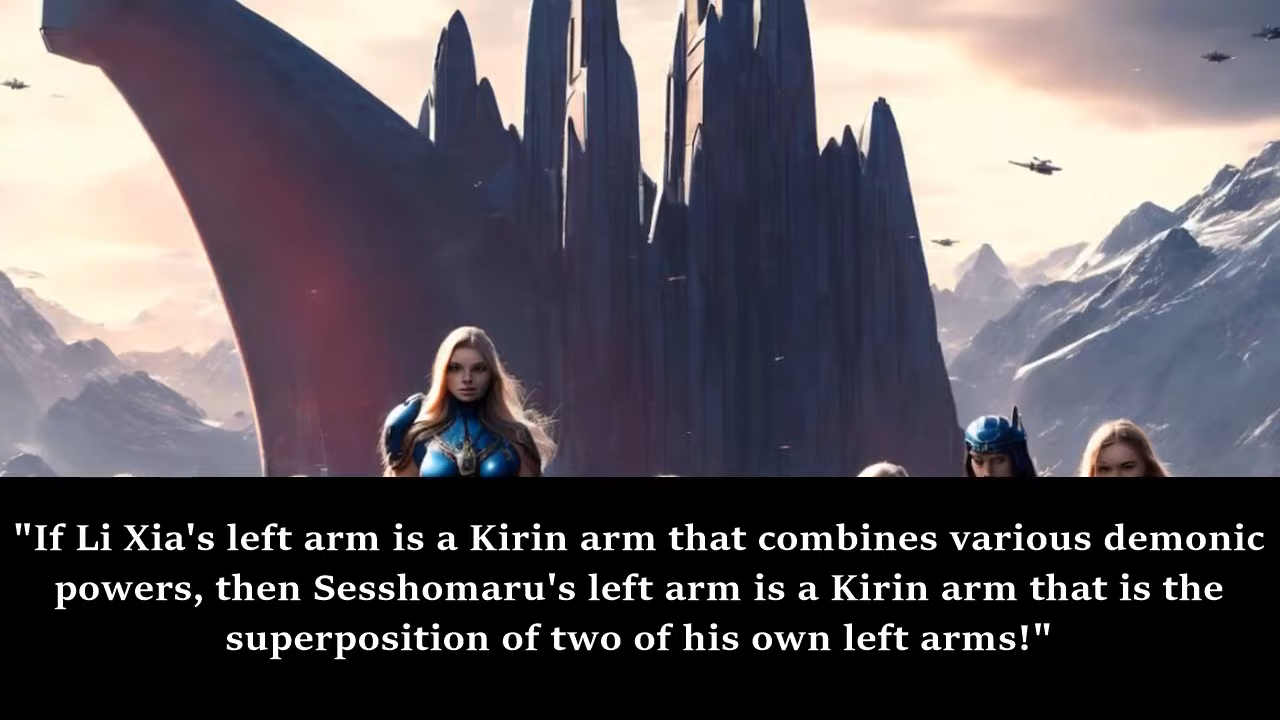 "If Li Xia's left arm is a Kirin arm that combines various demonic
powers, then Sesshomaru's left arm is a Kirin arm that is the
superposition of two of his own left arms!"